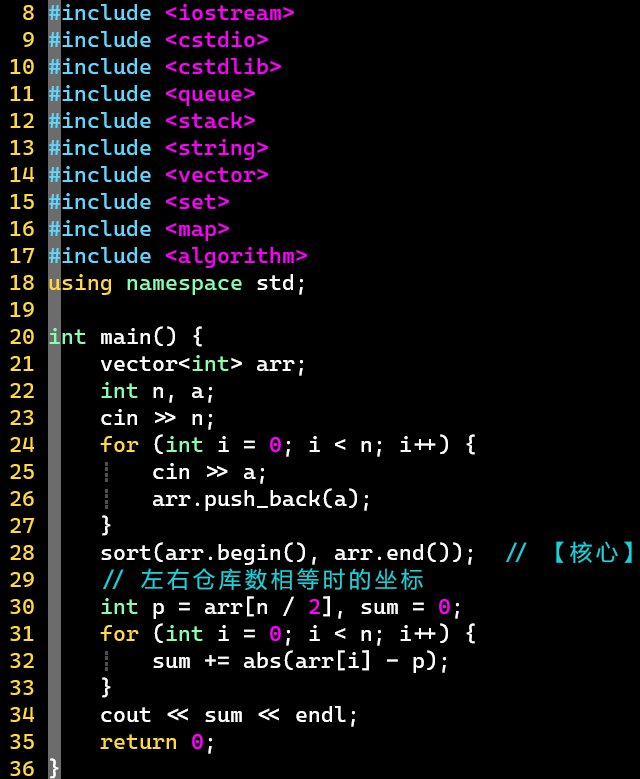 8 #include <iostream>
9 #include <cstdio>
10 #include <cstdlib>
11 #include <queue>
12 #include <stack>
13 #include <string>
14 #include <vector>
15 #include <set>
16 #include <map>
17 #include <algorithm>
18 using namespace std;
19
20 int main() {
21     vector<int> arr;
22     int n, a;
23     cin >> n;
24     for (int i = 0; i < n; i++) {
25         cin >> a;
26         arr.push_back(a);
27     }
28     sort(arr.begin(), arr.end());  // 【核心】
29     // 左右仓库数相等时的坐标
30     int p = arr[n / 2], sum = 0;
31     for (int i = 0; i < n; i++) {
32         sum += abs(arr[i] - p);
33     }
34     cout << sum << endl;
35     return 0;
36 }